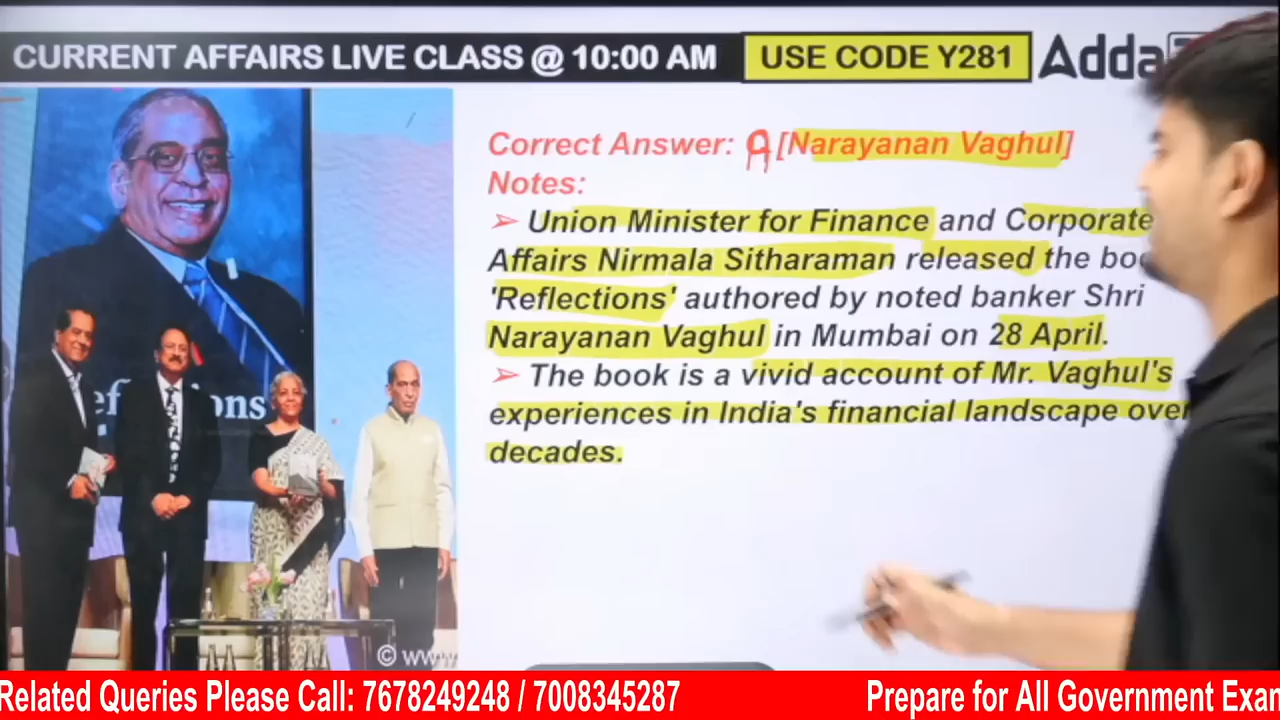 CURRENT AFFAIRS LIVE CLASS @ 10:00 AM
USE CODE Y281
Adda
Correct Answer: A [Narayanan Vaghul]
Notes:
➢ Union Minister for Finance and Corporate
Affairs Nirmala Sitharaman released the boo
'Reflections' authored by noted banker Shri
Narayanan Vaghul in Mumbai on 28 April.
➢ The book is a vivid account of Mr. Vaghul's
experiences in India's financial landscape over
decades.
© www
Related Queries Please Call: 7678249248 / 7008345287
Prepare for All Government Exam